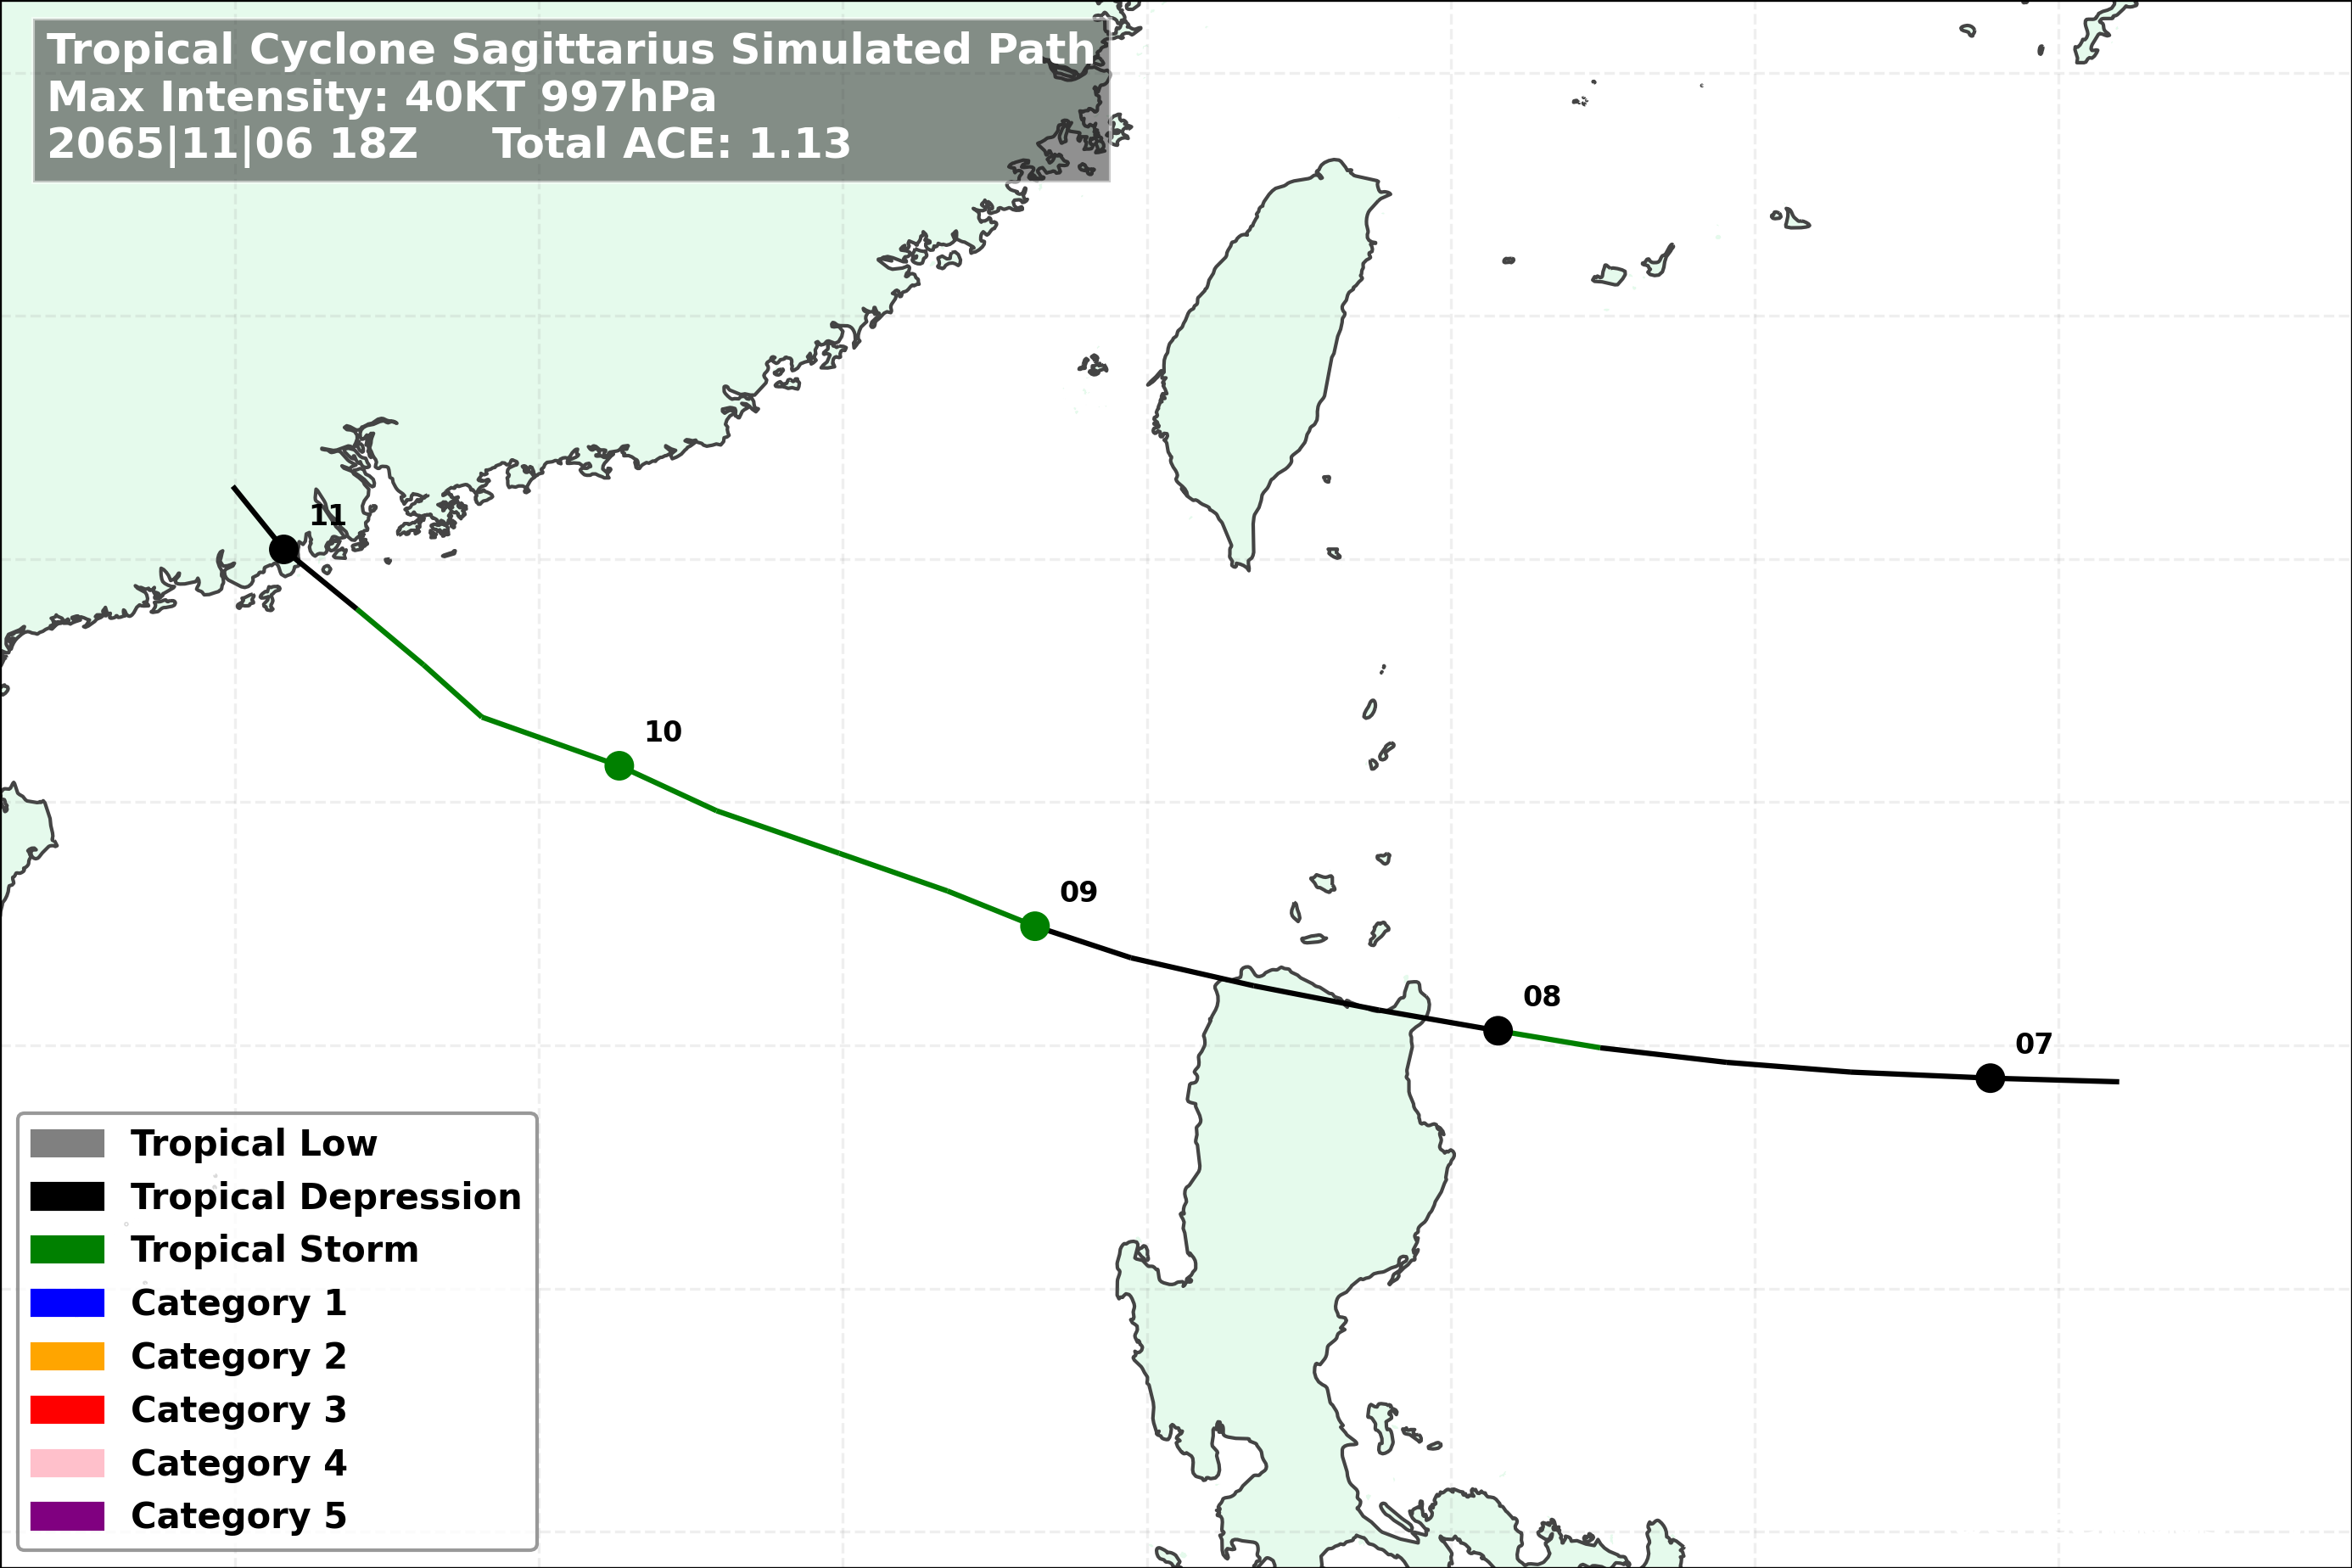 Tropical Cyclone Sagittarius Simulated Path
Max Intensity: 40KT 997hPa
2065|11|06 18Z     Total ACE: 1.13
11
10
09
08
07
Tropical Low
Tropical Depression
Tropical Storm
Category 1
Category 2
Category 3
Category 4
Category 5